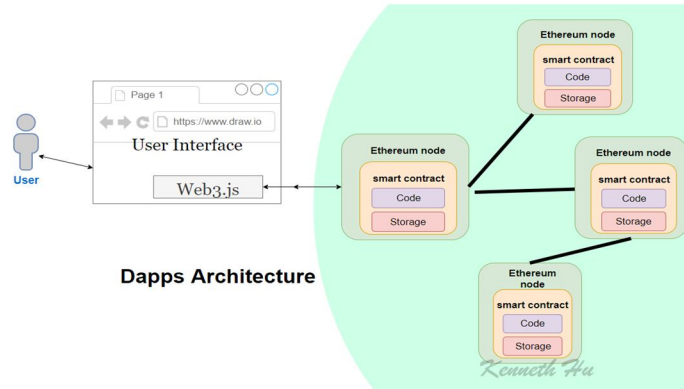 Ethereum node
smart contract
Code
Storage
Page 1
https://www.draw.io
User Interface
Web3.js
User
Ethereum node
smart contract
Code
Storage
Ethereum node
smart contract
Code
Storage
Dapps Architecture
Ethereum
node
smart contract
Code
Storage
Kenneth Hu